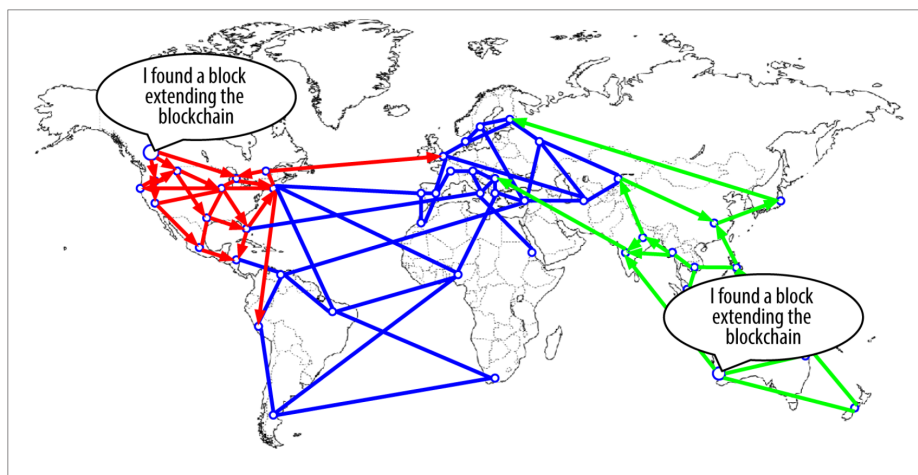 I found a block
extending the
blockchain
I found a block
extending the
blockchain